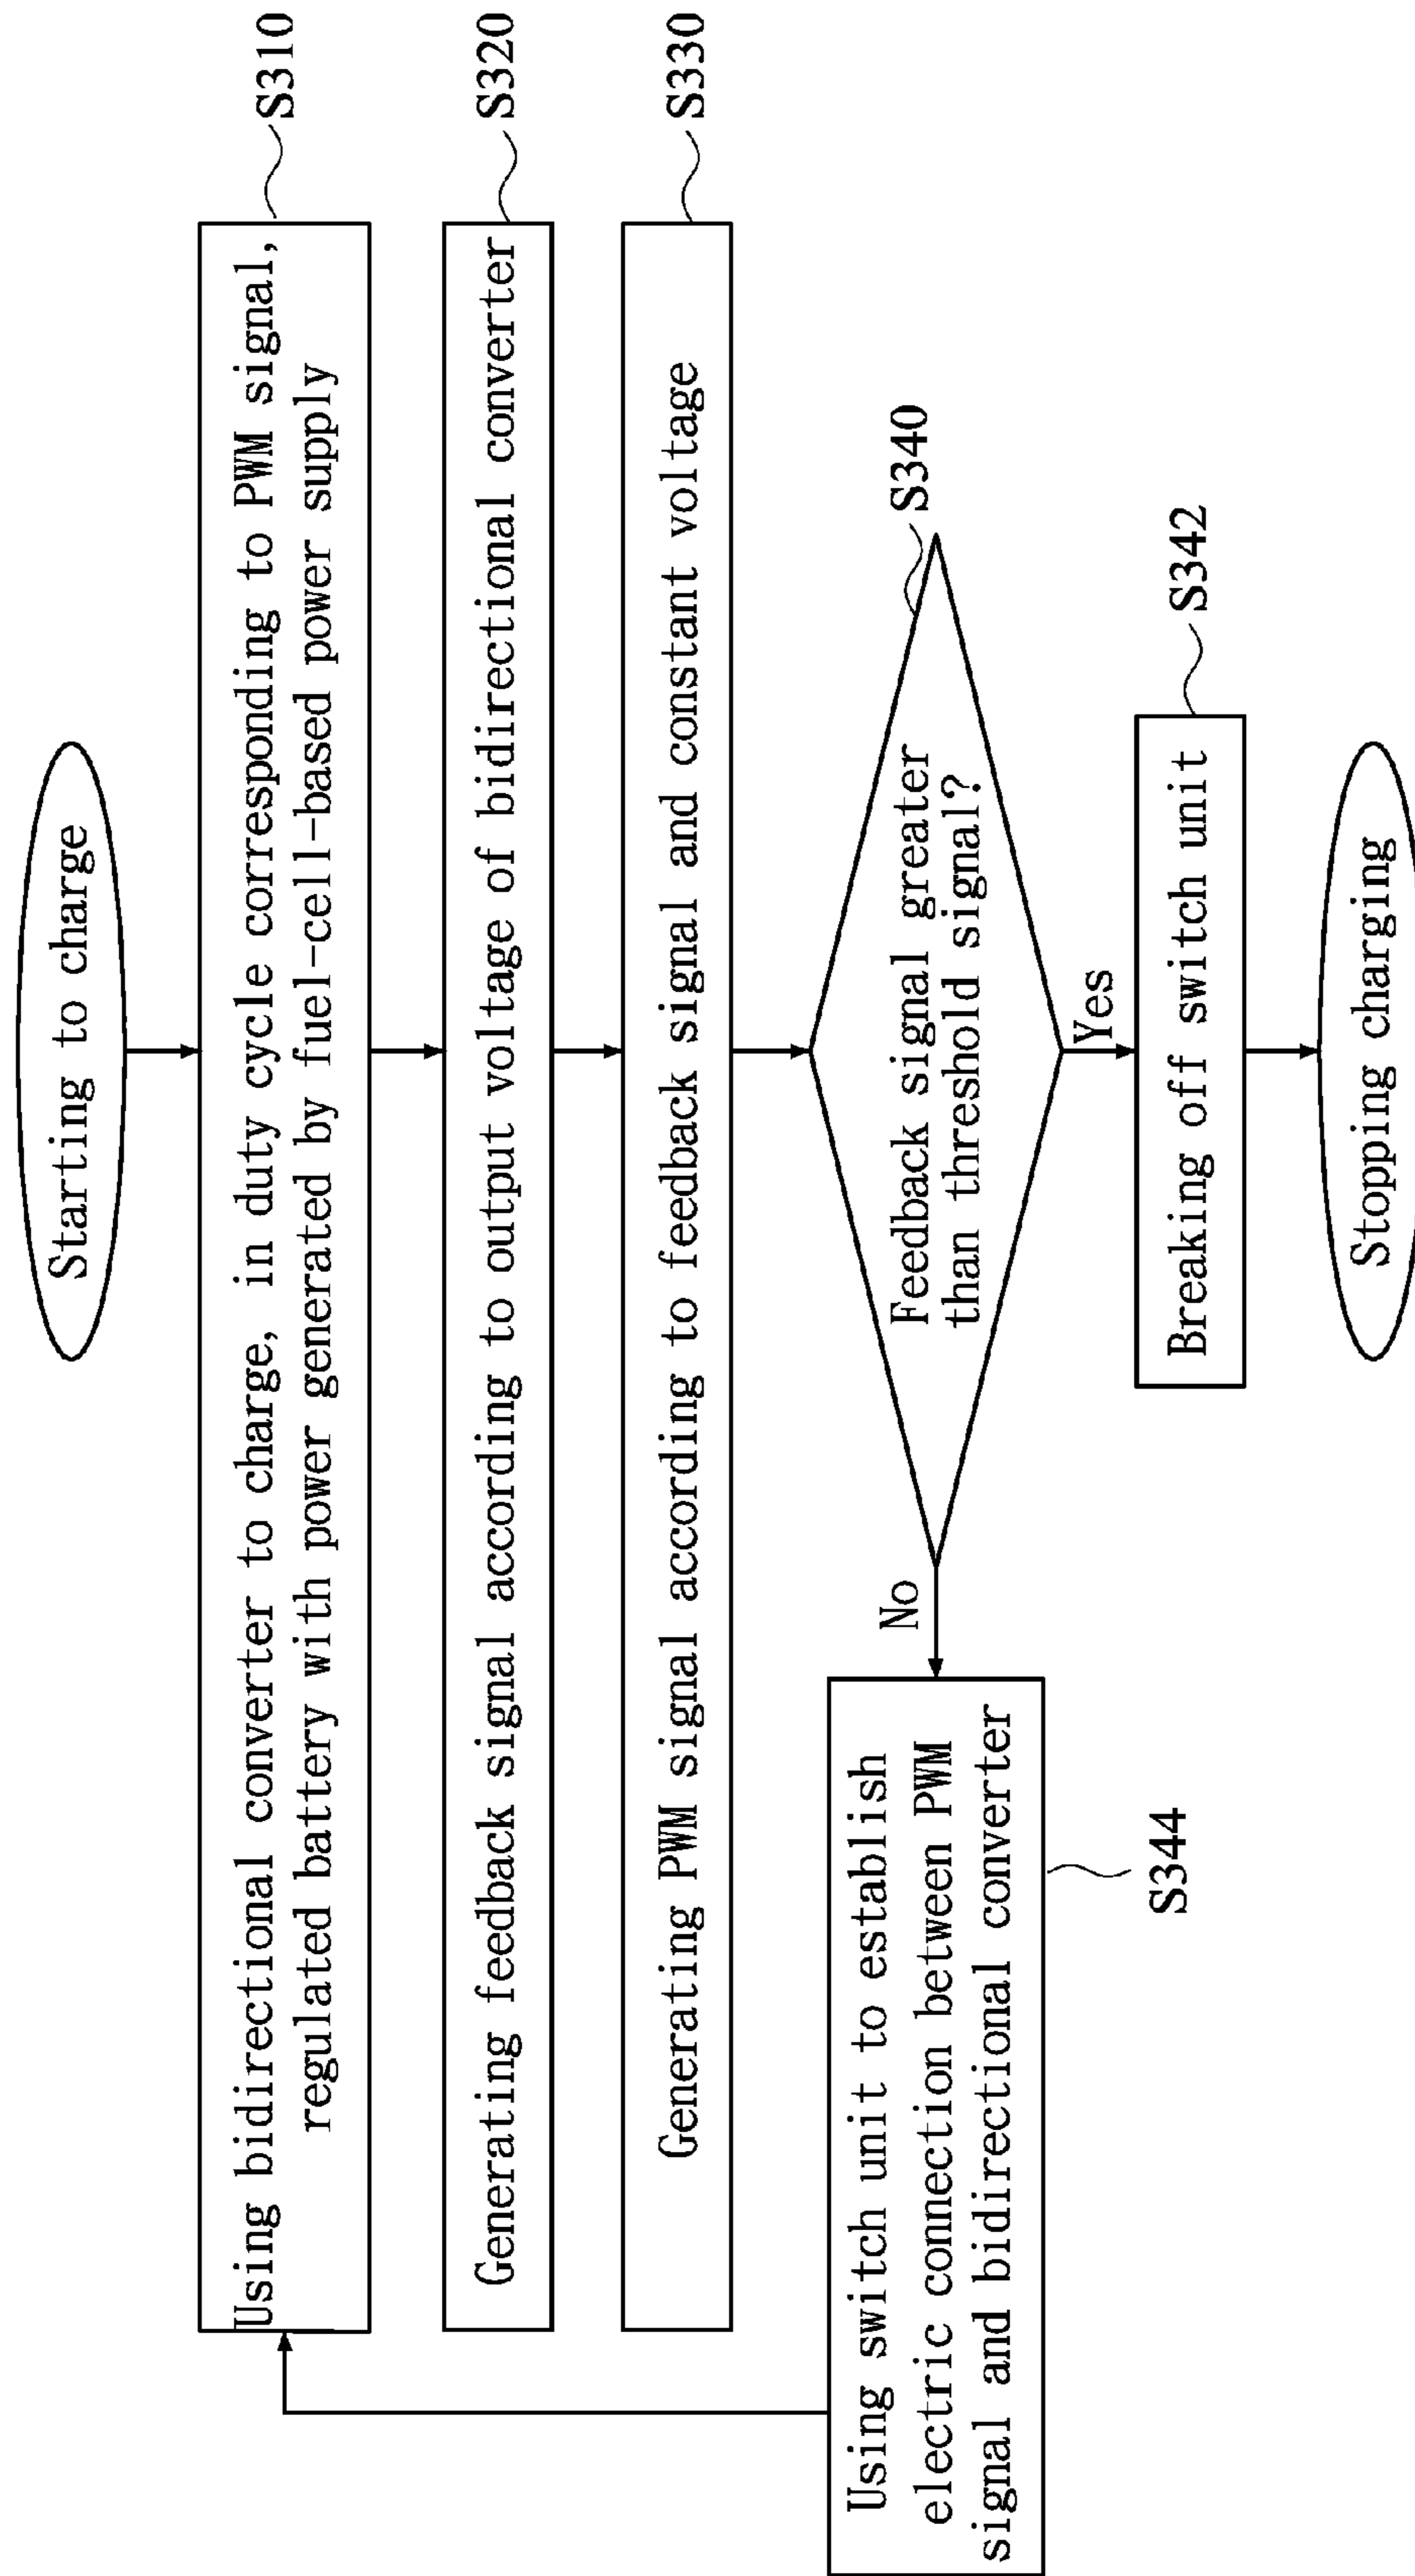 Starting to charge
Using bidirectional converter to charge, in duty cycle corresponding to PWM signal,
regulated battery with power generated by fuel-cell-based power supply
S310
Generating feedback signal according to output voltage of bidirectional converter
S320
Generating PWM signal according to feedback signal and constant voltage
S330
Feedback signal greater
than threshold signal?
S340
No
Yes
Using switch unit to establish
electric connection between PWM
signal and bidirectional converter
S344
Breaking off switch unit
S342
Stopping charging